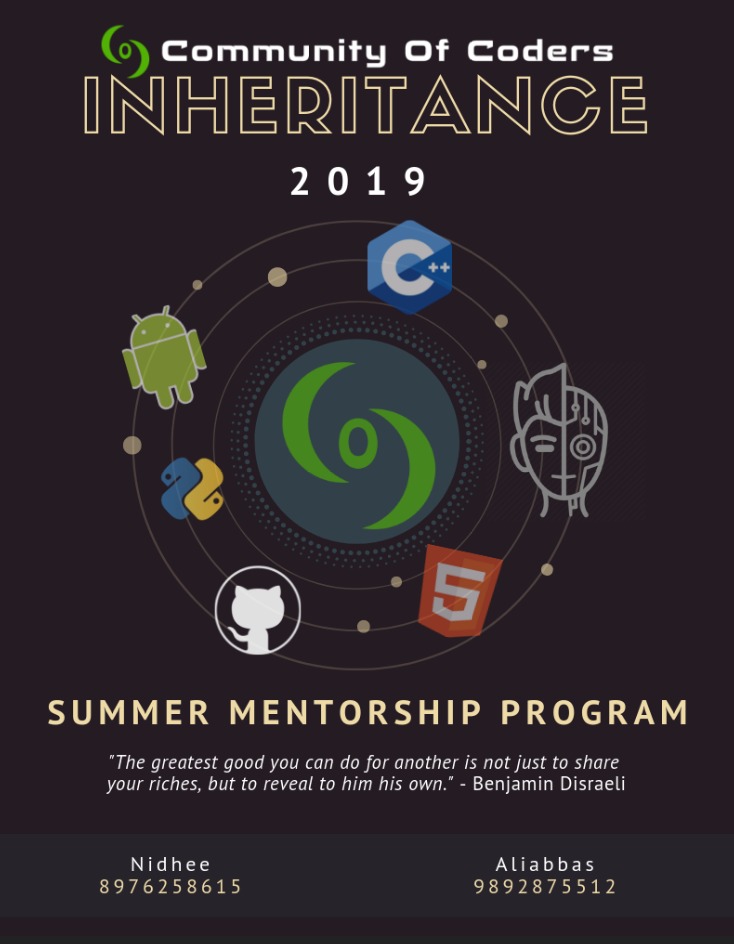 Community Of Coders
INHERITANCE
2019
C++
5
SUMMER MENTORSHIP PROGRAM
"The greatest good you can do for another is not just to share
your riches, but to reveal to him his own." - Benjamin Disraeli
Nidhee
8976258615
Aliabbas
9892875512